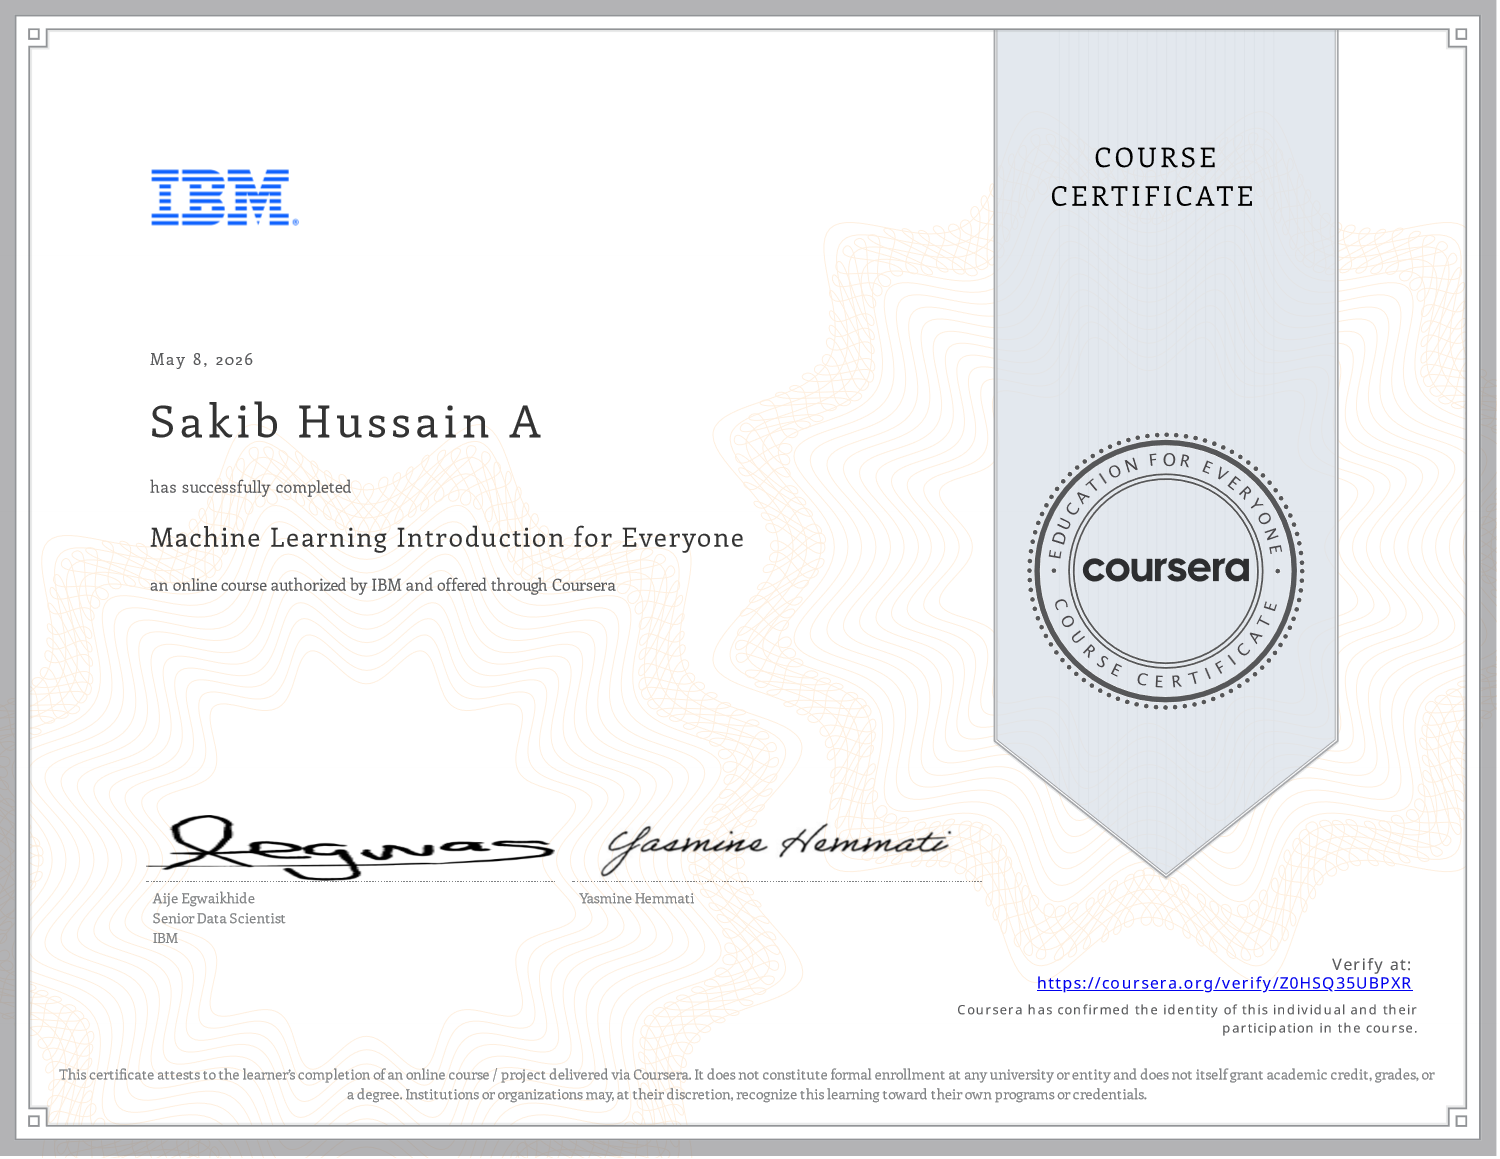 COURSE
CERTIFICATE
IBM®
May 8, 2026
Sakib Hussain A
has successfully completed
Machine Learning Introduction for Everyone
an online course authorized by IBM and offered through Coursera
EDUCATION FOR EVERYONE
coursera
COURSE CERTIFICATE
Yasmine Hemmati
Aije Egwaikhide
Senior Data Scientist
IBM
Yasmine Hemmati
Verify at:
https://coursera.org/verify/Z0HSQ35UBPXR
Coursera has confirmed the identity of this individual and their
participation in the course.
This certificate attests to the learner's completion of an online course / project delivered via Coursera. It does not constitute formal enrollment at any university or entity and does not itself grant academic credit, grades, or
a degree. Institutions or organizations may, at their discretion, recognize this learning toward their own programs or credentials.